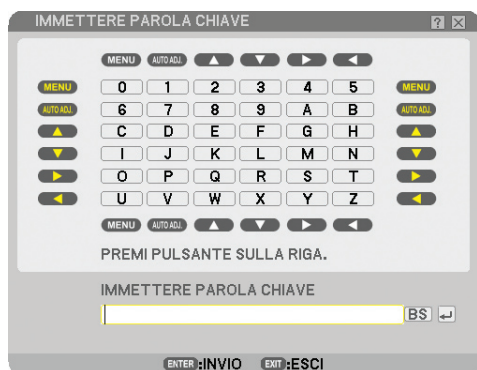 IMMETTERE PAROLA CHIAVE ?
MENU AUTO ADJ.
MENU 0 1 2 3 4 5 MENU
AUTO ADJ. 6 7 8 9 A B AUTO ADJ.
C D E F G H
I J K L M N
O P Q R S T
U V W X Y Z
MENU AUTO ADJ.
PREMI PULSANTE SULLA RIGA.
IMMETTERE PAROLA CHIAVE
BS
ENTER:INVIO EXIT:ESCI